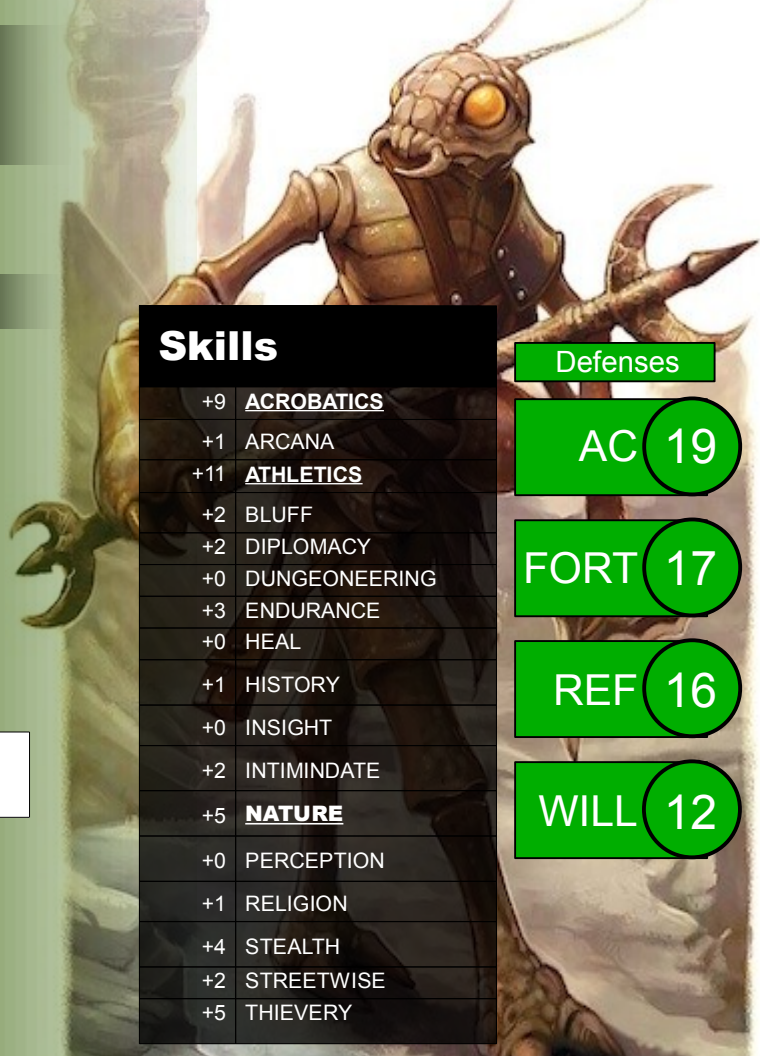 Skills
+9 ACROBATICS
+1 ARCANA
+11 ATHLETICS
+2 BLUFF
+2 DIPLOMACY
+0 DUNGEONEERING
+3 ENDURANCE
+0 HEAL
+1 HISTORY
+0 INSIGHT
+2 INTIMINDATE
+5 NATURE
+0 PERCEPTION
+1 RELIGION
+4 STEALTH
+2 STREETWISE
+5 THIEVERY
Defenses
AC 19
FORT 17
REF 16
WILL 12